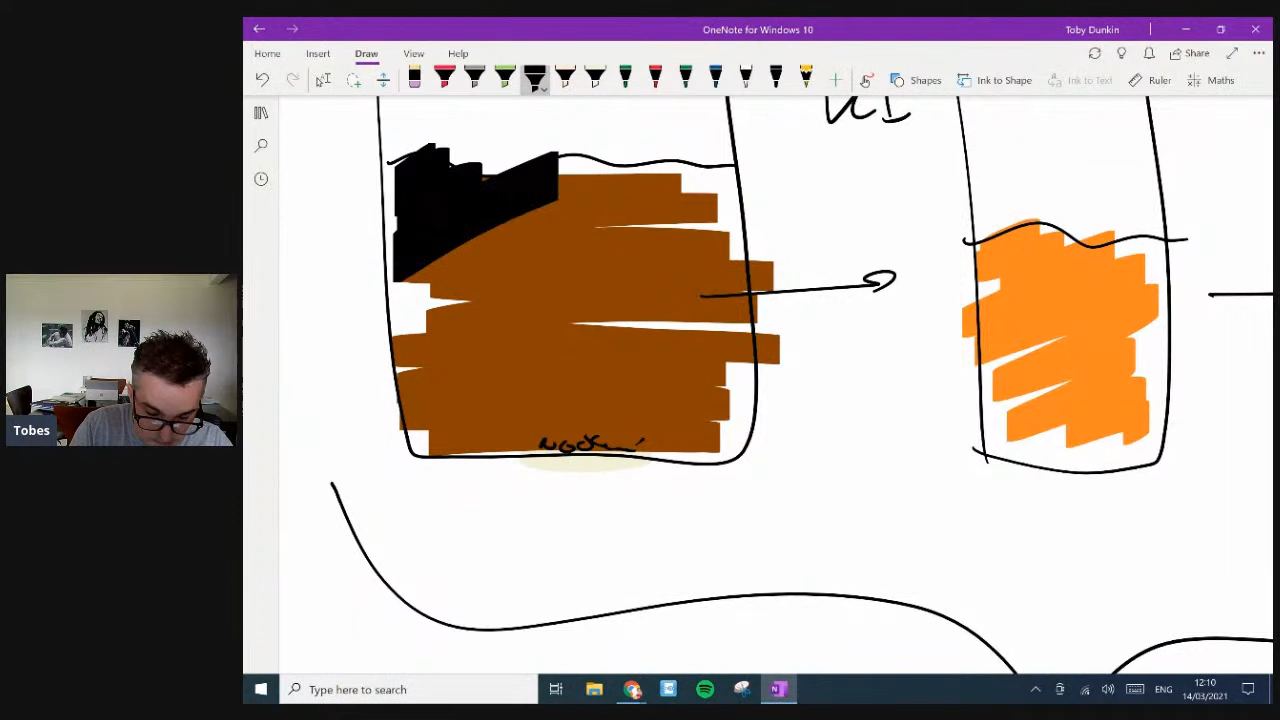 OneNote for Windows 10
Toby Dunkin
Home Insert Draw View Help
Share
Shapes Ink to Shape Ink to Text Ruler Maths
KI
Tobes
Type here to search
ENG
12:10
14/03/2021